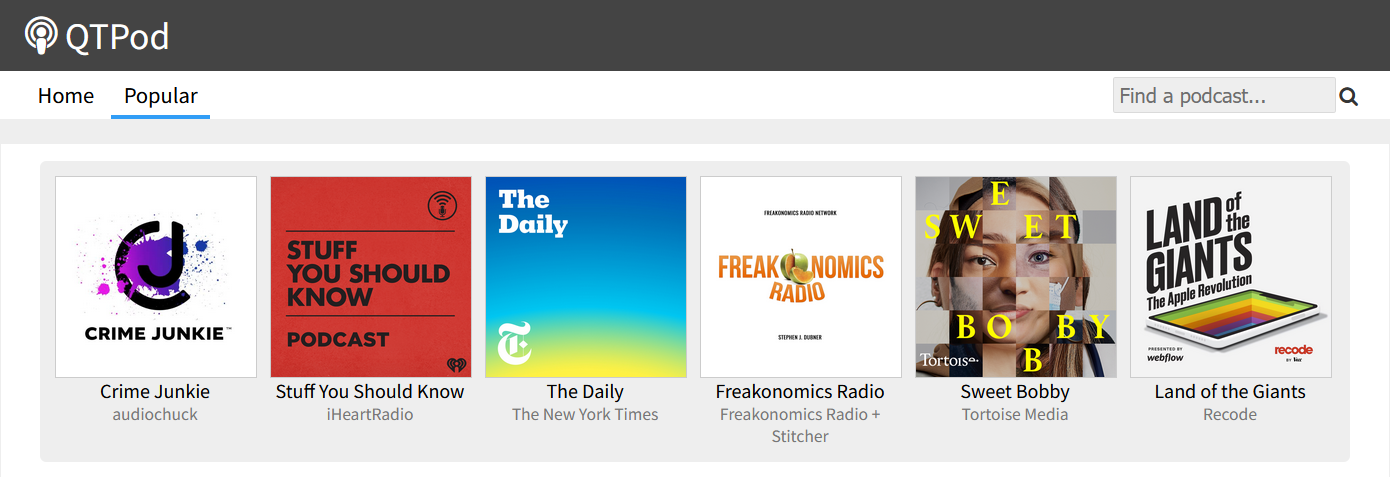 QTPod
Home
Popular
Find a podcast...
CRIME JUNKIE™
Crime Junkie
audiochuck
STUFF
YOU SHOULD
KNOW
PODCAST
Stuff You Should Know
iHeartRadio
The
Daily
The Daily
The New York Times
FREAKONOMICS RADIO NETWORK
FREAKONOMICS
RADIO
STEPHEN J. DUBNER
Freakonomics Radio
Freakonomics Radio +
Stitcher
E
SWEET
BOBBY
B
Tortoise
Sweet Bobby
Tortoise Media
LAND of
the
GIANTS
The Apple Revolution
PRESENTED BY
webflow
recode
BY Vox
Land of the Giants
Recode